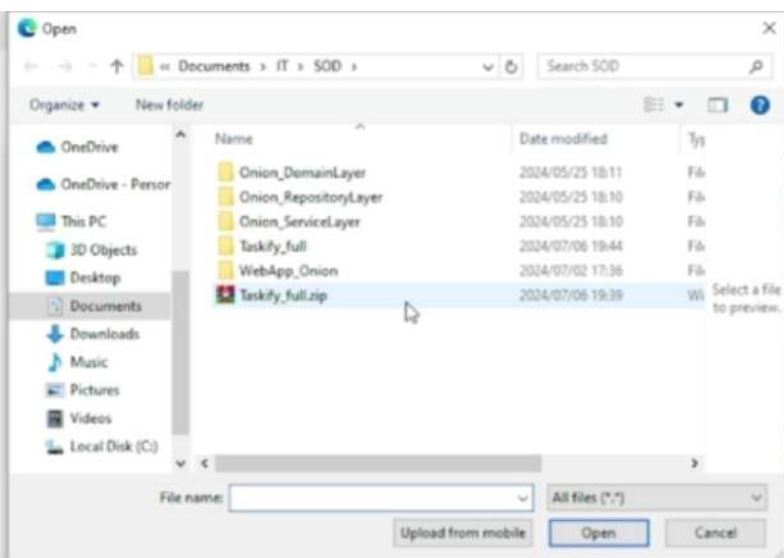 Open
« Documents › IT › SOD ›
Search SOD
Organize
New folder
Name
Date modified
OneDrive
OneDrive - Person
This PC
3D Objects
Desktop
Documents
Downloads
Music
Pictures
Videos
Local Disk (C:)
Onion_DomainLayer 2024/05/25 18:11
Onion_RepositoryLayer 2024/05/25 18:10
Onion_ServiceLayer 2024/05/25 18:10
Taskify_full 2024/07/06 19:44
WebApp_Onion 2024/07/02 17:36
Taskify_full.zip 2024/07/06 19:39
Select a file
to preview.
File name:
All files (*.*)
Upload from mobile
Open
Cancel